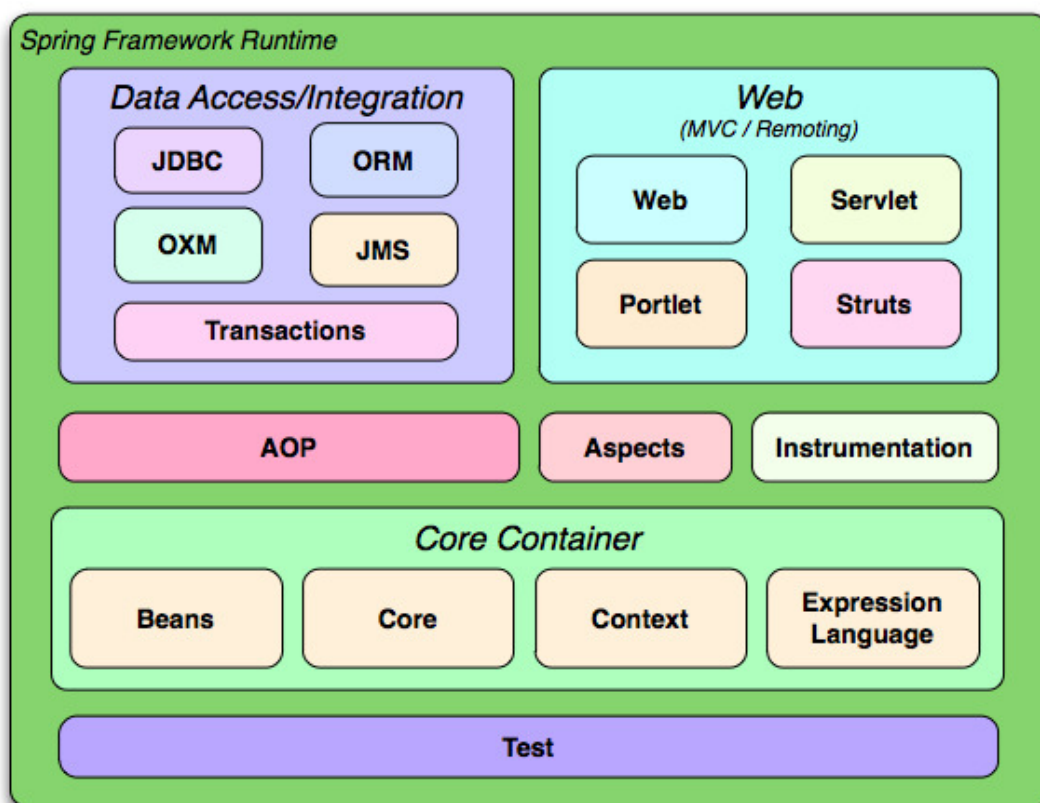 Spring Framework Runtime
Data Access/Integration
JDBC
ORM
OXM
JMS
Transactions
Web
(MVC / Remoting)
Web
Servlet
Portlet
Struts
AOP
Aspects
Instrumentation
Core Container
Beans
Core
Context
Expression
Language
Test